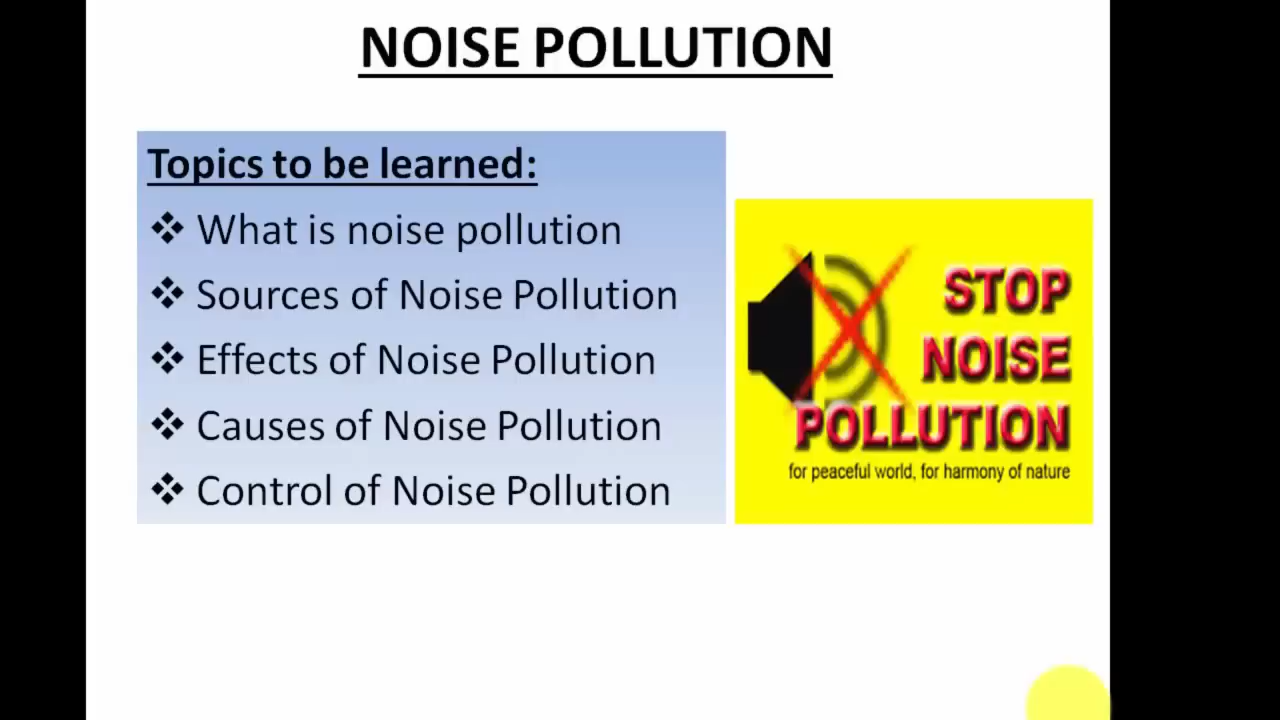 NOISE POLLUTION
Topics to be learned:
❖ What is noise pollution
❖ Sources of Noise Pollution
❖ Effects of Noise Pollution
❖ Causes of Noise Pollution
❖ Control of Noise Pollution
STOP
NOISE
POLLUTION
for peaceful world, for harmony of nature